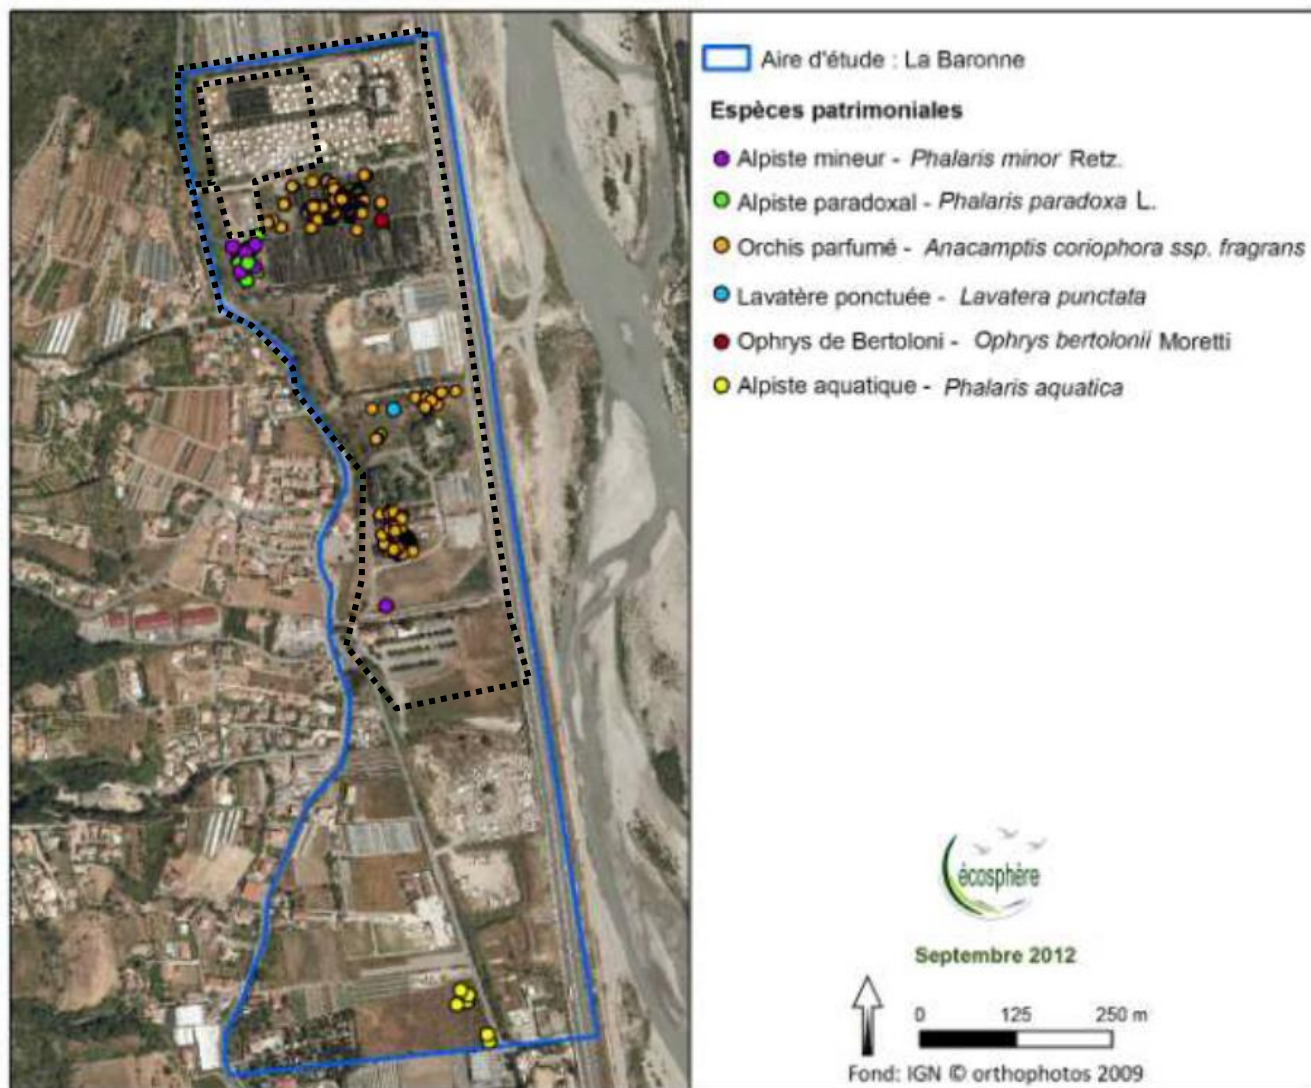 Aire d'étude : La Baronne
Espèces patrimoniales
Alpiste mineur - Phalaris minor Retz.
Alpiste paradoxal - Phalaris paradoxa L.
Orchis parfumé - Anacamptis coriophora ssp. fragrans
Lavatère ponctuée - Lavatera punctata
Ophrys de Bertoloni - Ophrys bertolonii Moretti
Alpiste aquatique - Phalaris aquatica
écosphère
Septembre 2012
0 125 250 m
Fond: IGN © orthophotos 2009